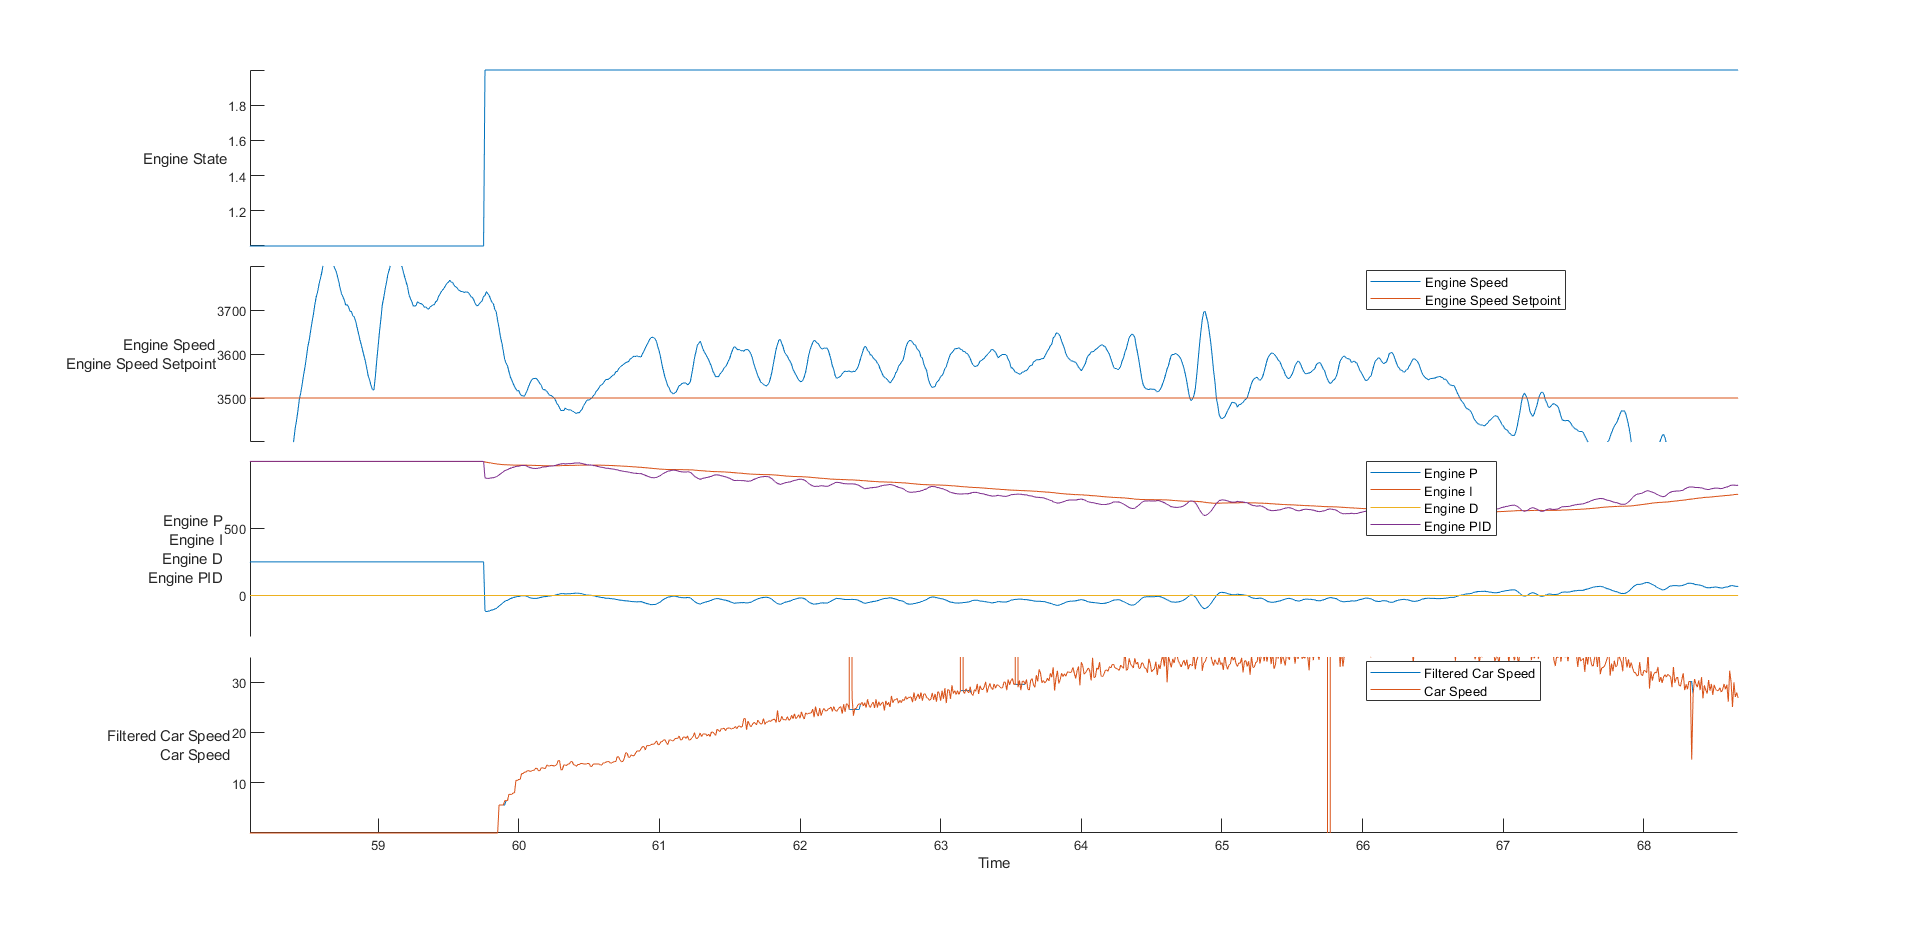 1.8
1.6
1.4
1.2
Engine State
3700
3600
3500
Engine Speed
Engine Speed Setpoint
Engine Speed
Engine Speed Setpoint
500
0
Engine P
Engine I
Engine D
Engine PID
Engine P
Engine I
Engine D
Engine PID
30
20
10
Filtered Car Speed
Car Speed
Filtered Car Speed
Car Speed
59 60 61 62 63 64 65 66 67 68
Time